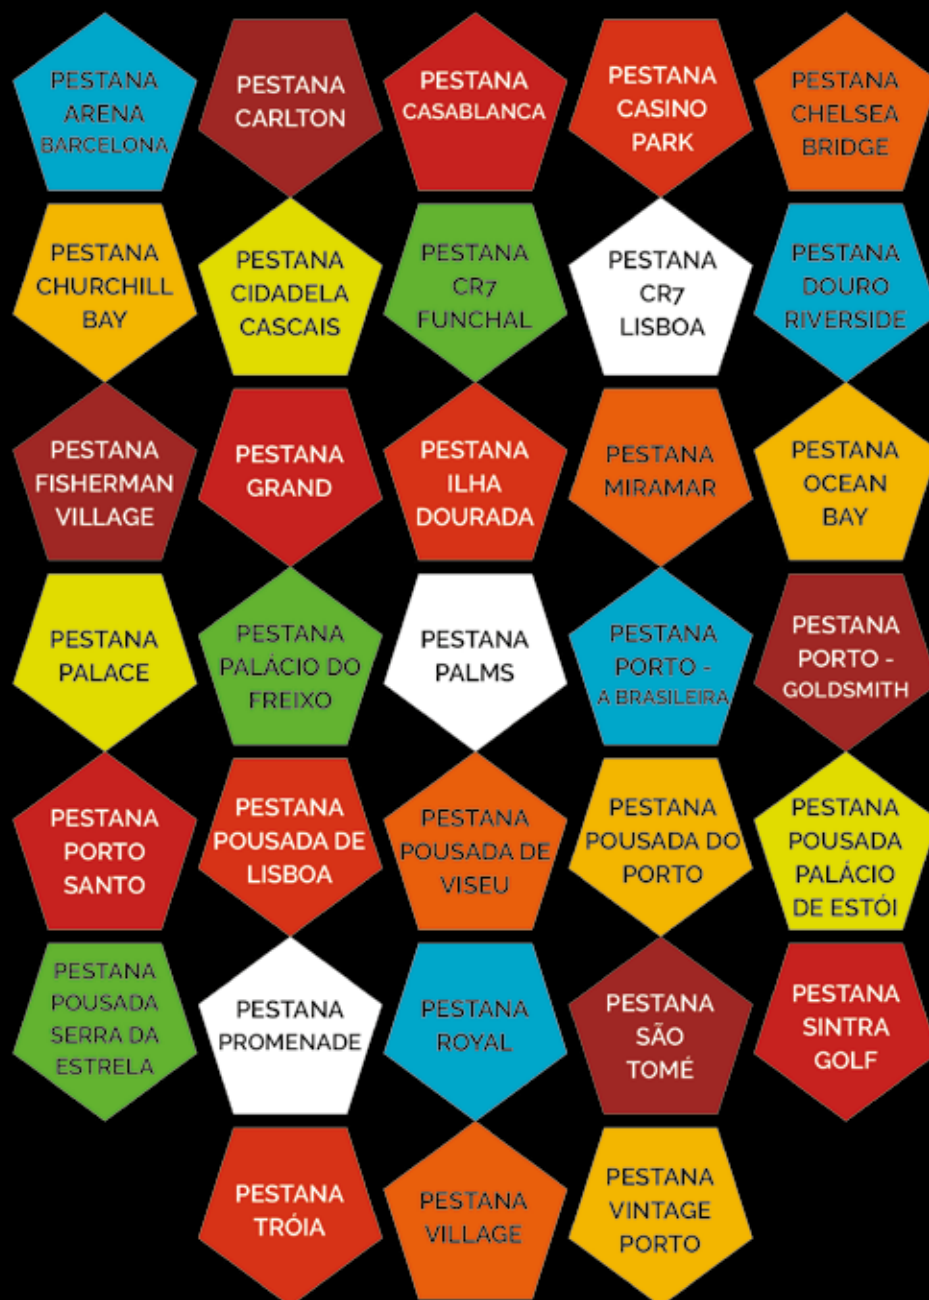 PESTANA
ARENA
BARCELONA
PESTANA
CARLTON
PESTANA
CASABLANCA
PESTANA
CASINO
PARK
PESTANA
CHELSEA
BRIDGE
PESTANA
CHURCHILL
BAY
PESTANA
CIDADELA
CASCAIS
PESTANA
CR7
FUNCHAL
PESTANA
CR7
LISBOA
PESTANA
DOURO
RIVERSIDE
PESTANA
FISHERMAN
VILLAGE
PESTANA
GRAND
PESTANA
ILHA
DOURADA
PESTANA
MIRAMAR
PESTANA
OCEAN
BAY
PESTANA
PALACE
PESTANA
PALÁCIO DO
FREIXO
PESTANA
PALMS
PESTANA
PORTO -
A BRASILEIRA
PESTANA
PORTO -
GOLDSMITH
PESTANA
PORTO
SANTO
PESTANA
POUSADA DE
LISBOA
PESTANA
POUSADA DE
VISEU
PESTANA
POUSADA DO
PORTO
PESTANA
POUSADA
PALÁCIO
DE ESTÓI
PESTANA
POUSADA
SERRA DA
ESTRELA
PESTANA
PROMENADE
PESTANA
ROYAL
PESTANA
SÃO
TOMÉ
PESTANA
SINTRA
GOLF
PESTANA
TRÓIA
PESTANA
VILLAGE
PESTANA
VINTAGE
PORTO